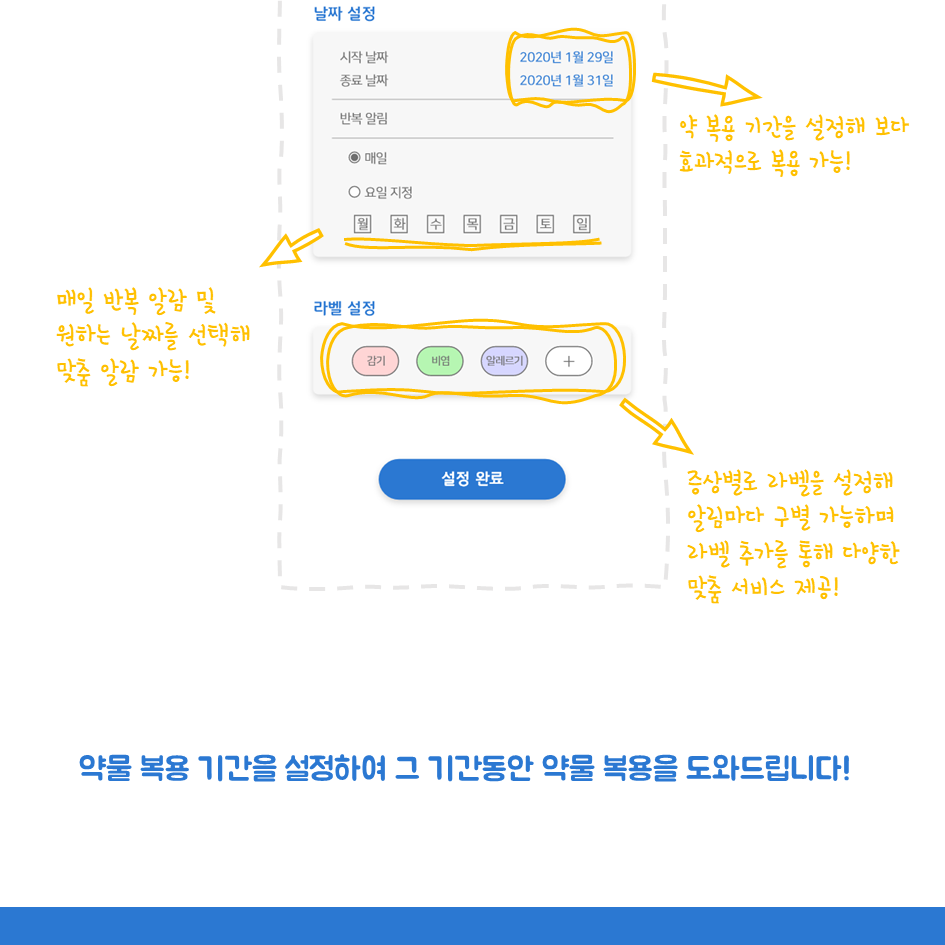 날짜 설정
시작 날짜 2020년 1월 29일
종료 날짜 2020년 1월 31일
반복 알림
매일
요일 지정
월 화 수 목 금 토 일
약 복용 기간을 설정해 보다
효과적으로 복용 가능!
매일 반복 알람 및
원하는 날짜를 선택해
맞춤 알람 가능!
라벨 설정
감기 비염 알레르기 +
설정 완료
증상별로 라벨을 설정해
알림마다 구별 가능하며
라벨 추가를 통해 다양한
맞춤 서비스 제공!
약물 복용 기간을 설정하여 그 기간동안 약물 복용을 도와드립니다!